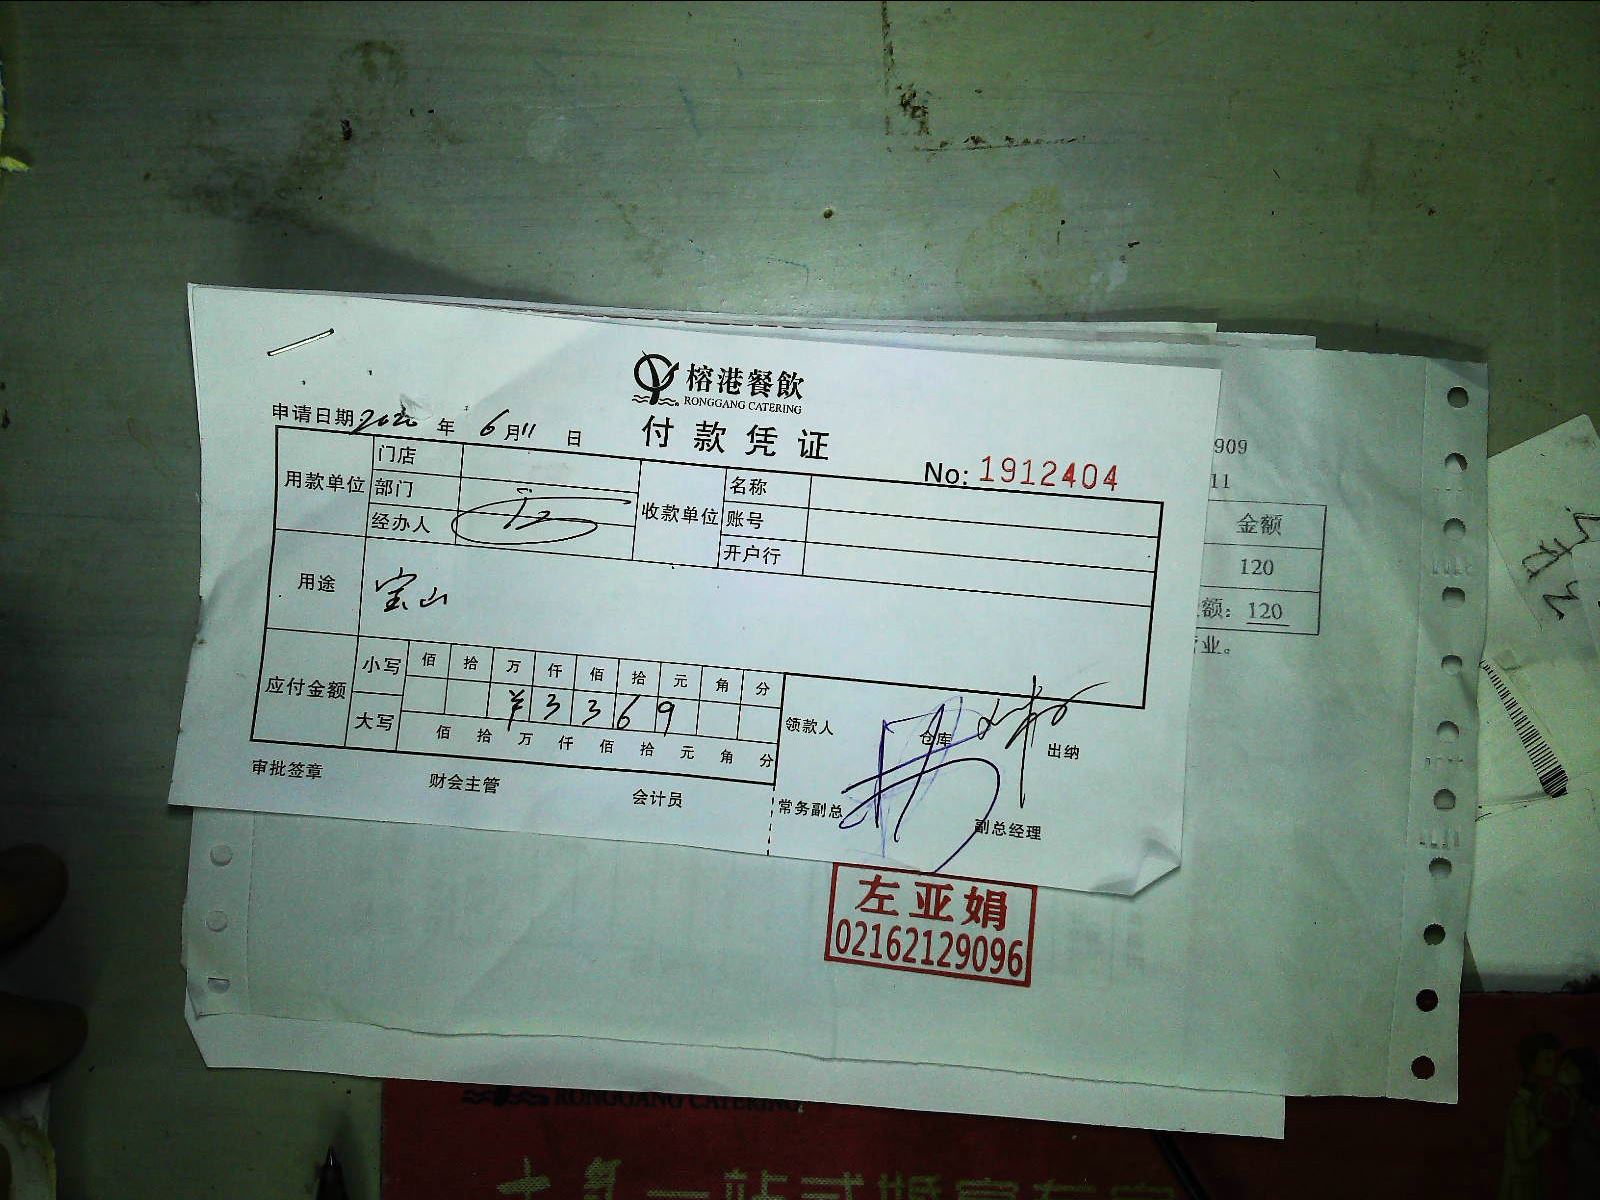 榕港餐飲
RONGGANG CATERING
付款凭证
申请日期 2020 年 6 月 11 日
No: 1912404
用款单位 门店
部门
经办人
收款单位 名称
账号
开户行
用途 宝山
应付金额 小写 佰 拾 万 仟 佰 拾 元 角 分
¥ 3 3 6 9
大写 佰 拾 万 仟 佰 拾 元 角 分
领款人 仓库 出纳
常务副总 副总经理
审批签章 财会主管 会计员
909
11
金额
120
额: 120
业。
左亚娟
02162129096
RONGGANG CATERING